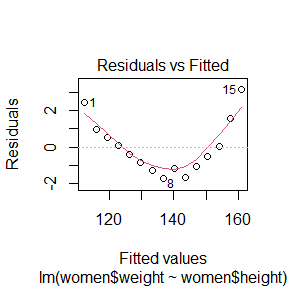 Residuals vs Fitted
Residuals
2
0
-2
1
15
8
120
140
160
Fitted values
lm(women$weight ~ women$height)